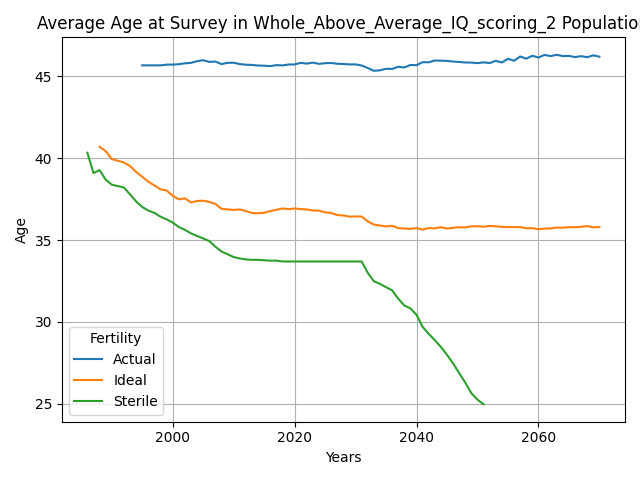 Average Age at Survey in Whole_Above_Average_IQ_scoring_2 Population
45
40
35
30
25
Age
Fertility
Actual
Ideal
Sterile
2000 2020 2040 2060
Years